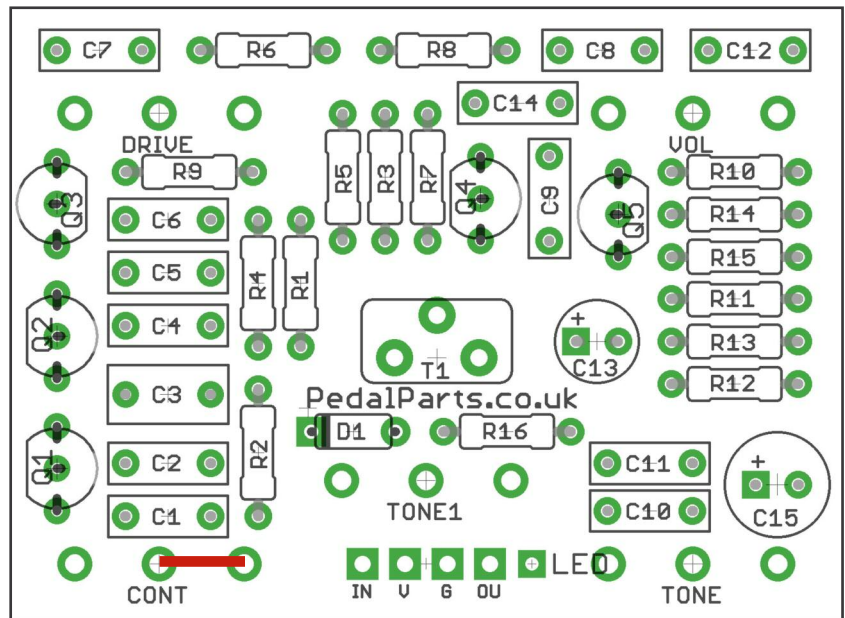 C7 R6 R8 C8 C12
C14
DRIVE VOL
R9 R10
Q3 R5 R3 R7 Q4 C9 Q5
C6 R14
C5 R4 R1 R15
C4 R11
Q2 +
R13
T1 C13
C3 R12
PedalParts.co.uk
D1 R16
Q1 C2 R2 C11 +
TONE1 C10 C15
C1
LED
CONT IN V G OU TONE